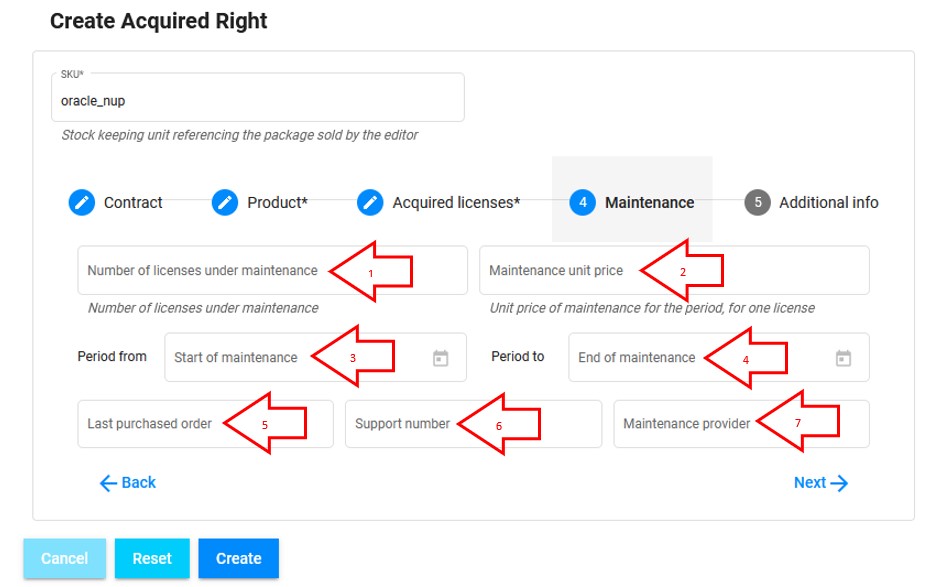 Create Acquired Right
SKU*
oracle_nup
Stock keeping unit referencing the package sold by the editor
Contract
Product*
Acquired licenses*
4 Maintenance
5 Additional info
Number of licenses under maintenance 1
Maintenance unit price 2
Number of licenses under maintenance
Unit price of maintenance for the period, for one license
Period from
Start of maintenance 3
Period to
End of maintenance 4
Last purchased order 5
Support number 6
Maintenance provider 7
Back
Next
Cancel
Reset
Create